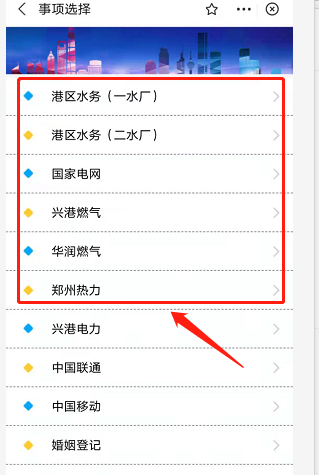 事项选择
港区水务（一水厂）
港区水务（二水厂）
国家电网
兴港燃气
华润燃气
郑州热力
兴港电力
中国联通
中国移动
婚姻登记